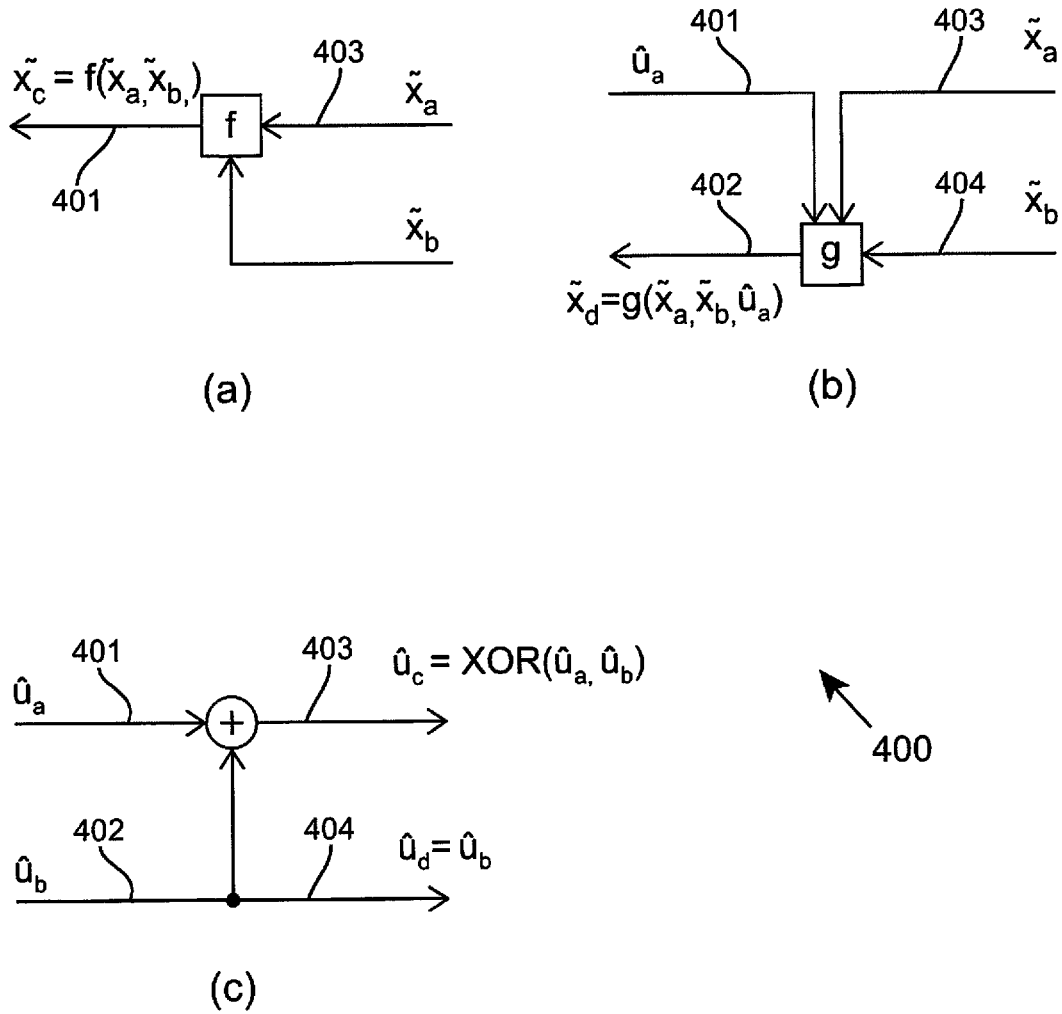 x̃c = f(x̃a, x̃b,)
403
f
x̃a
401
x̃b
(a)
401
403
x̃a
ûa
402
404
x̃b
g
x̃d=g(x̃a, x̃b, ûa)
(b)
401
403
ûc = XOR(ûa, ûb)
ûa
+
400
402
404
ûd= ûb
ûb
(c)